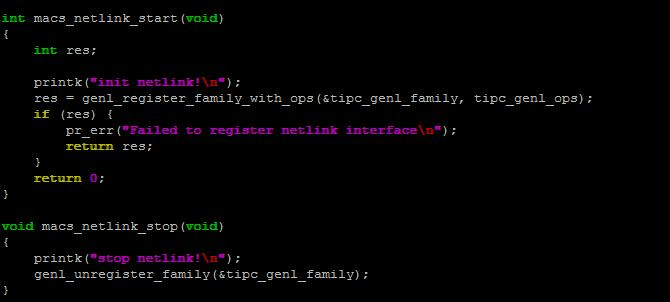 int macs_netlink_start(void)
{
    int res;

    printk("init netlink!\n");
    res = genl_register_family_with_ops(&tipc_genl_family, tipc_genl_ops);
    if (res) {
        pr_err("Failed to register netlink interface\n");
        return res;
    }
    return 0;
}

void macs_netlink_stop(void)
{
    printk("stop netlink!\n");
    genl_unregister_family(&tipc_genl_family);
}